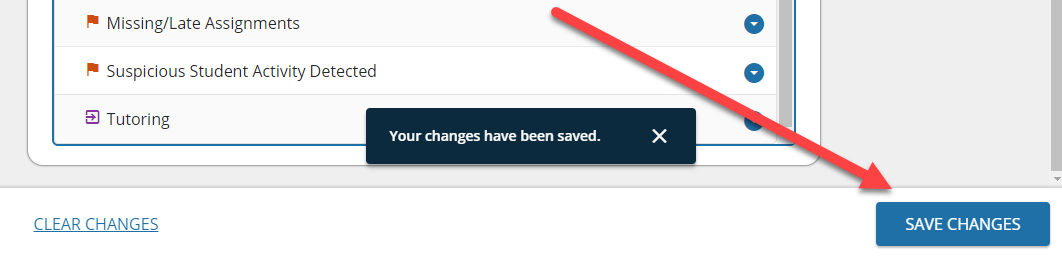 Missing/Late Assignments
Suspicious Student Activity Detected
Tutoring
Your changes have been saved.
CLEAR CHANGES
SAVE CHANGES